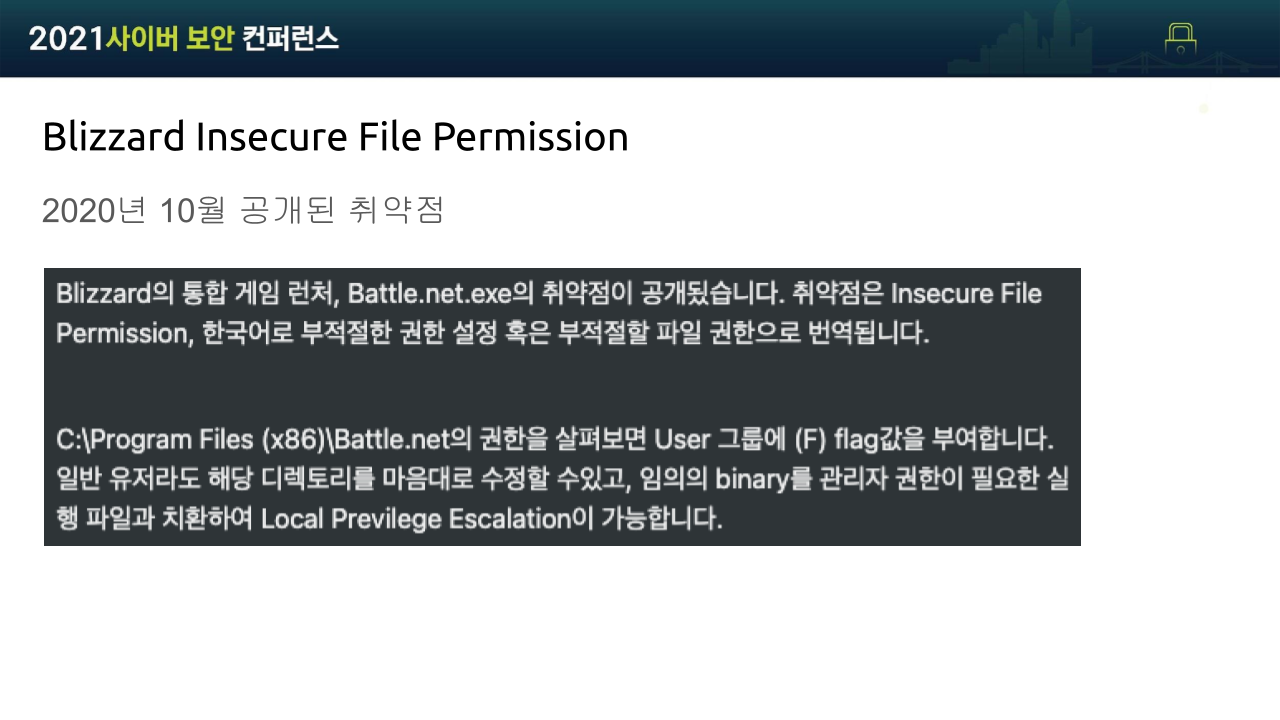 2021사이버 보안 컨퍼런스
Blizzard Insecure File Permission
2020년 10월 공개된 취약점
Blizzard의 통합 게임 런처, Battle.net.exe의 취약점이 공개됬습니다. 취약점은 Insecure File
Permission, 한국어로 부적절한 권한 설정 혹은 부적절할 파일 권한으로 번역됩니다.
C:\Program Files (x86)\Battle.net의 권한을 살펴보면 User 그룹에 (F) flag값을 부여합니다.
일반 유저라도 해당 디렉토리를 마음대로 수정할 수있고, 임의의 binary를 관리자 권한이 필요한 실
행 파일과 치환하여 Local Previlege Escalation이 가능합니다.